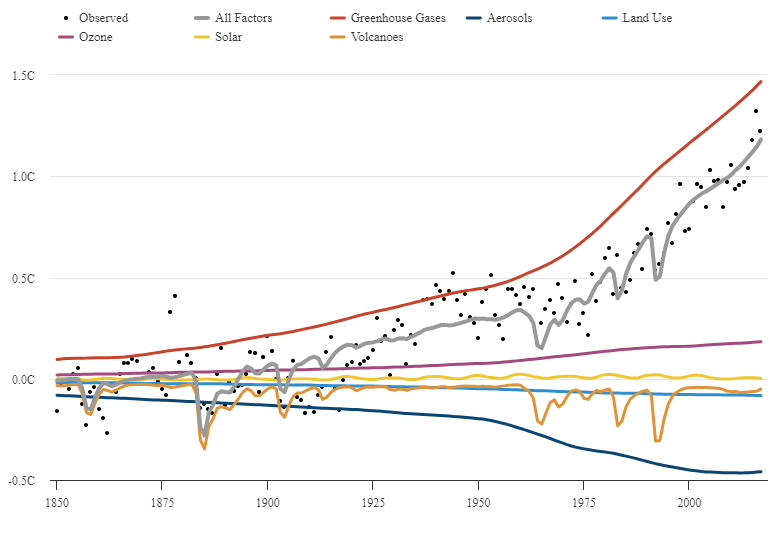 Observed All Factors Greenhouse Gases Aerosols Land Use
Ozone Solar Volcanoes
1.5C
1.0C
0.5C
0.0C
-0.5C
1850 1875 1900 1925 1950 1975 2000